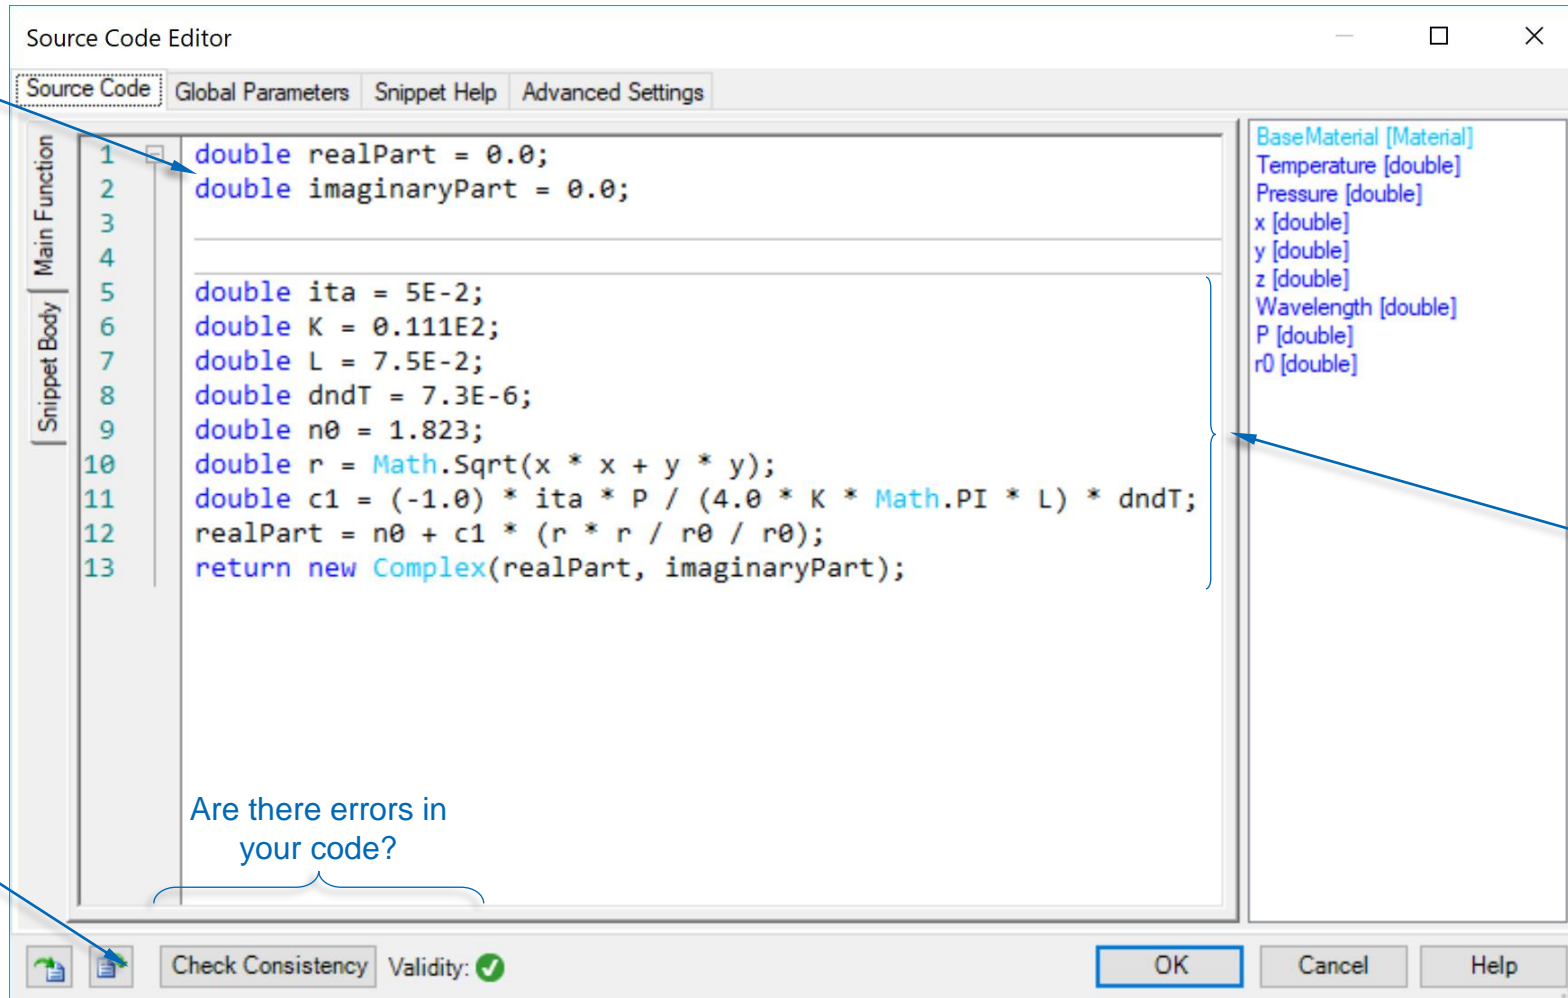 Source Code Editor
Source Code Global Parameters Snippet Help Advanced Settings
Main Function
Snippet Body
1 double realPart = 0.0;
2 double imaginaryPart = 0.0;
3
4
5 double ita = 5E-2;
6 double K = 0.111E2;
7 double L = 7.5E-2;
8 double dndT = 7.3E-6;
9 double n0 = 1.823;
10 double r = Math.Sqrt(x * x + y * y);
11 double c1 = (-1.0) * ita * P / (4.0 * K * Math.PI * L) * dndT;
12 realPart = n0 + c1 * (r * r / r0 / r0);
13 return new Complex(realPart, imaginaryPart);
BaseMaterial [Material]
Temperature [double]
Pressure [double]
x [double]
y [double]
z [double]
Wavelength [double]
P [double]
r0 [double]
Are there errors in
your code?
Check Consistency Validity: OK Cancel Help